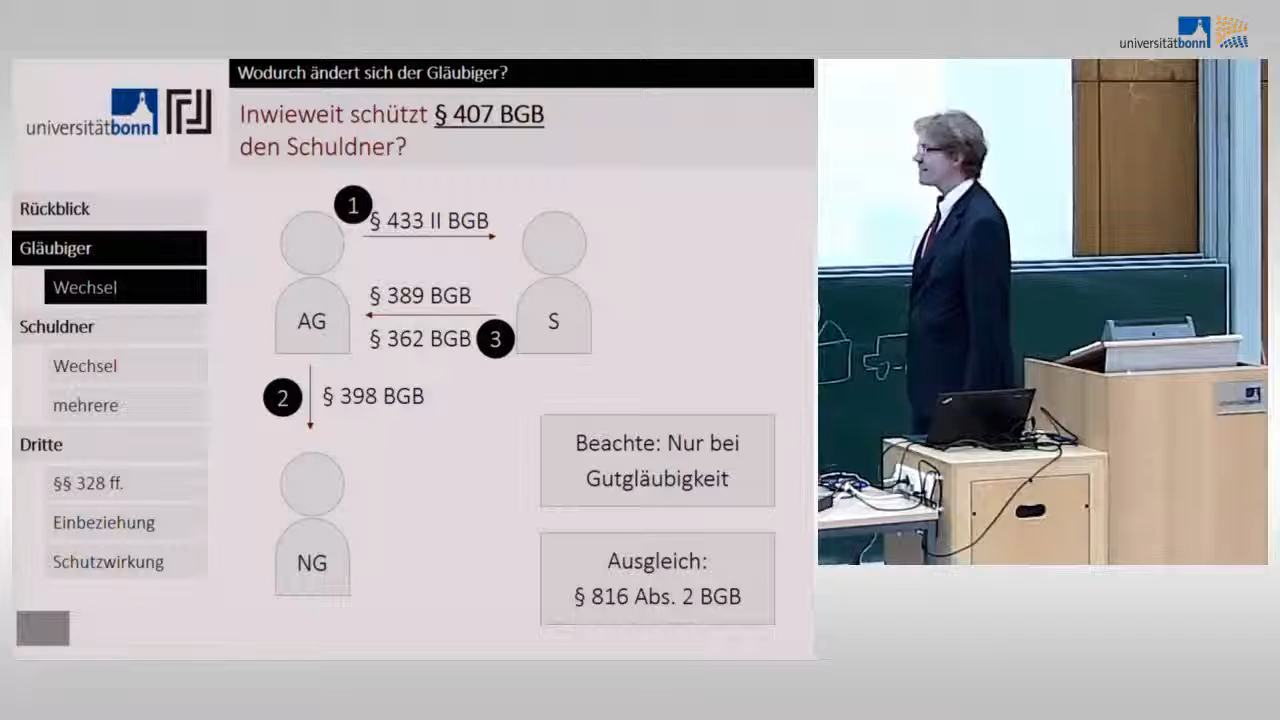 universitätbonn
Wodurch ändert sich der Gläubiger?
universitätbonn
Inwieweit schützt § 407 BGB
den Schuldner?
Rückblick
Gläubiger
Wechsel
Schuldner
Wechsel
mehrere
Dritte
§§ 328 ff.
Einbeziehung
Schutzwirkung
1
§ 433 II BGB
AG
§ 389 BGB
§ 362 BGB
3
S
2
§ 398 BGB
NG
Beachte: Nur bei
Gutgläubigkeit
Ausgleich:
§ 816 Abs. 2 BGB